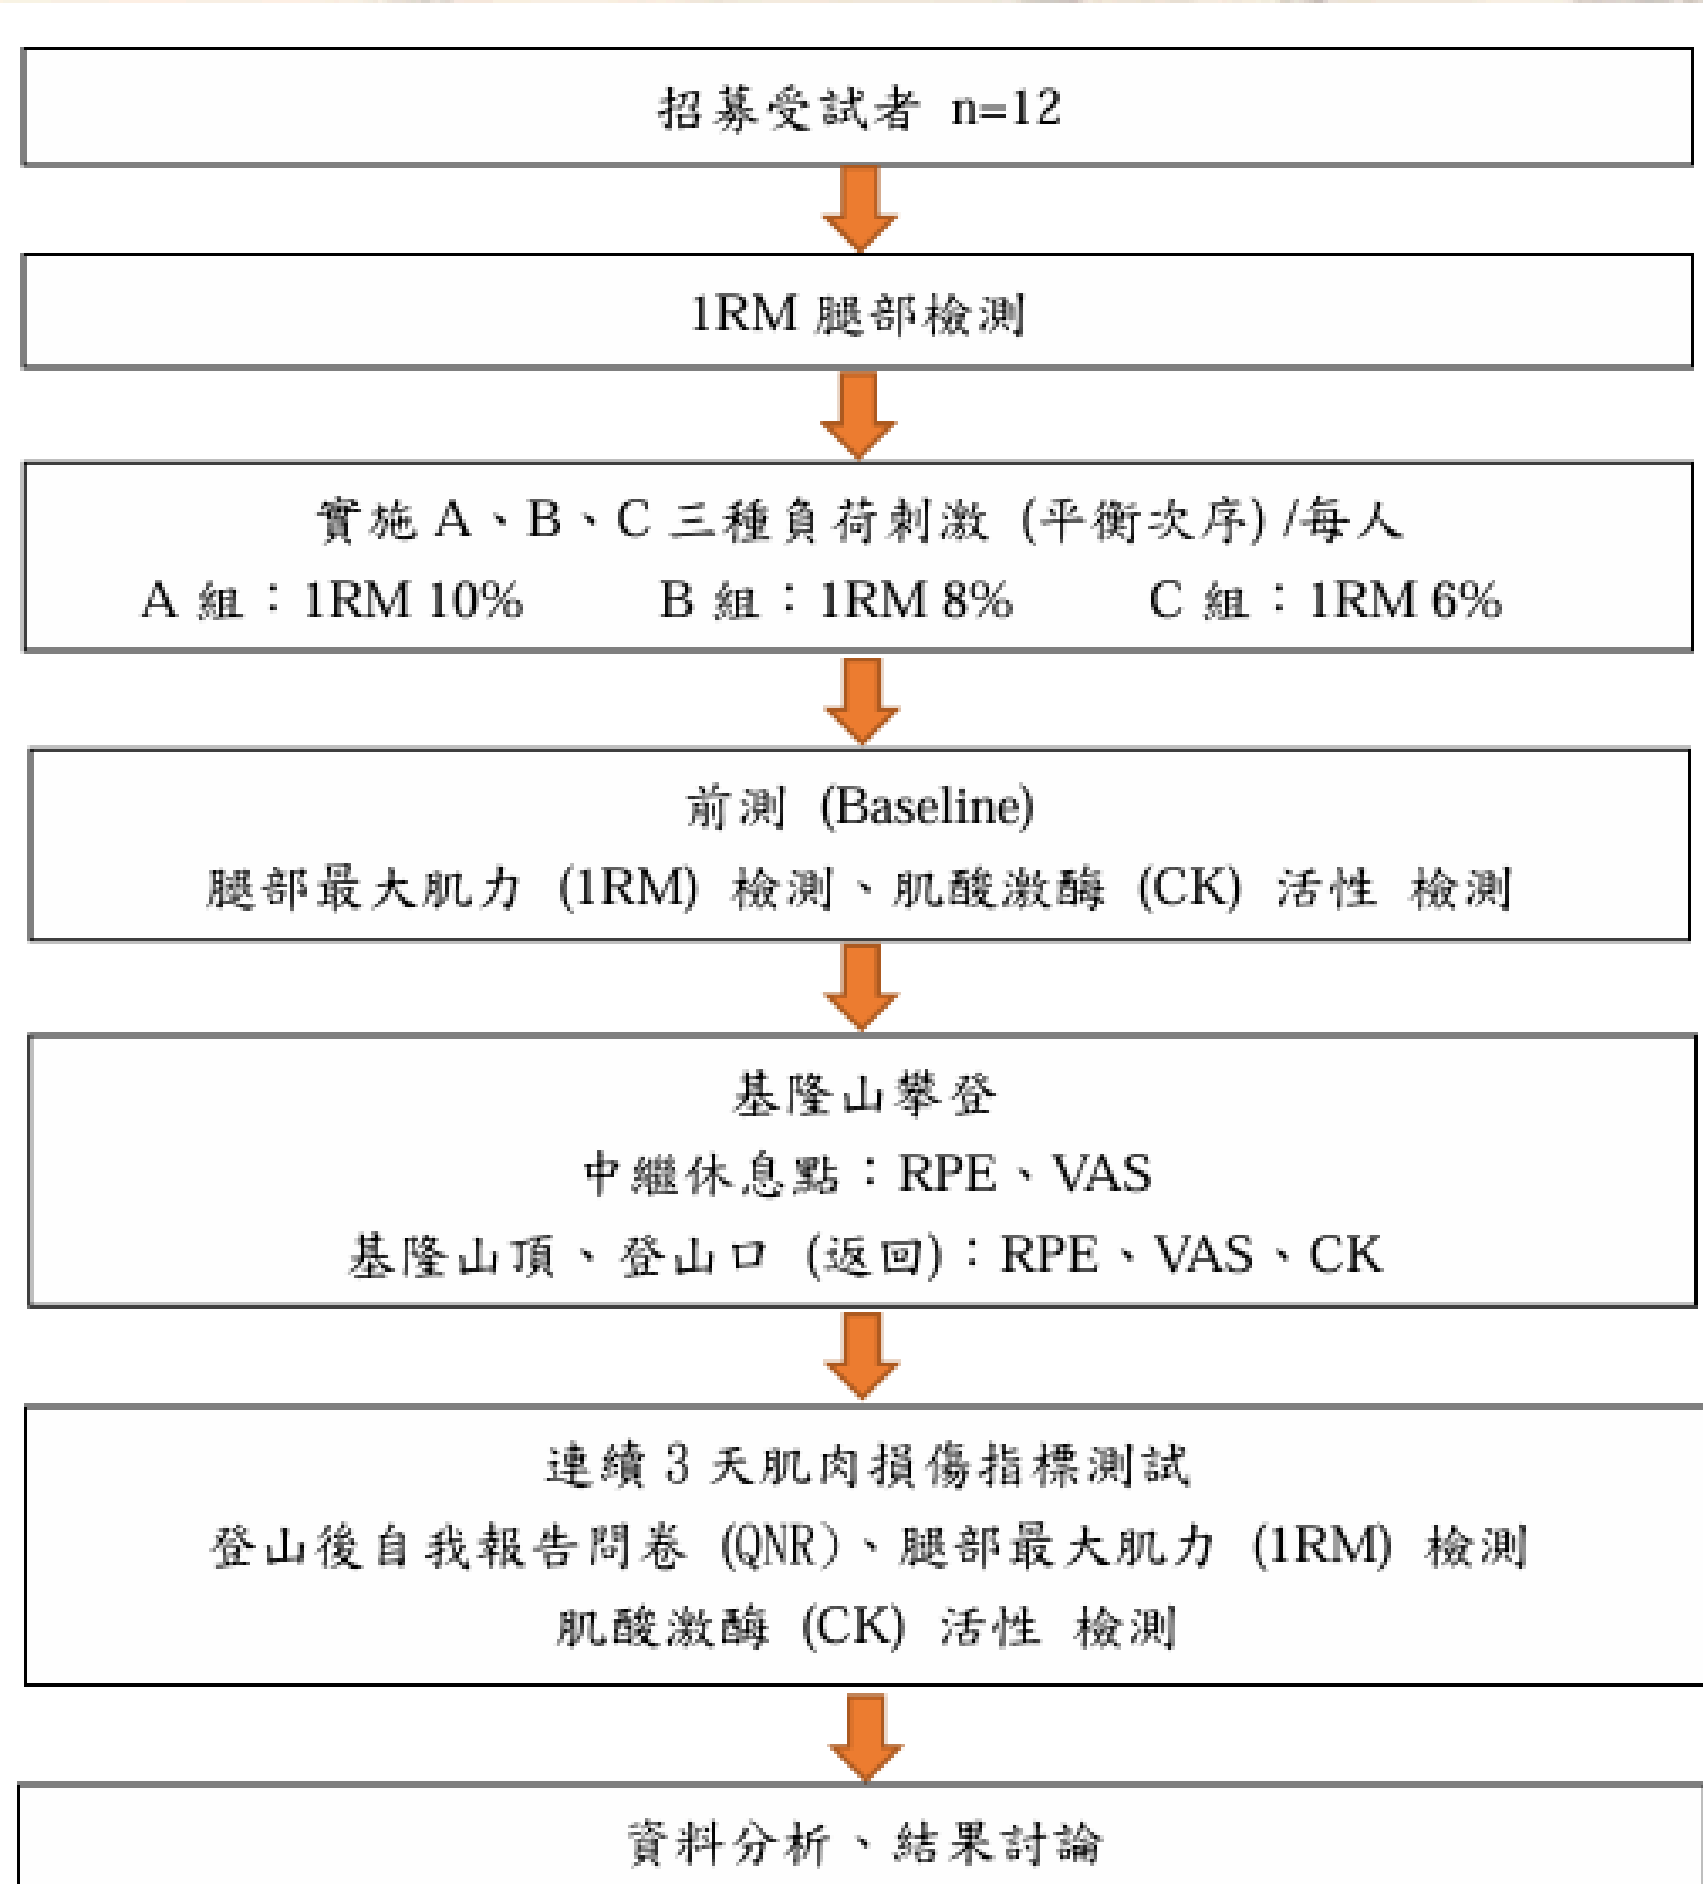 招募受試者 n=12
1RM 腿部檢測
實施 A、B、C 三種負荷刺激 (平衡次序) /每人
A 組：1RM 10% B 組：1RM 8% C 組：1RM 6%
前測 (Baseline)
腿部最大肌力 (1RM) 檢測、肌酸激酶 (CK) 活性 檢測
基隆山攀登
中繼休息點：RPE、VAS
基隆山頂、登山口 (返回)：RPE、VAS、CK
連續 3 天肌肉損傷指標測試
登山後自我報告問卷 (QNR)、腿部最大肌力 (1RM) 檢測
肌酸激酶 (CK) 活性 檢測
資料分析、結果討論